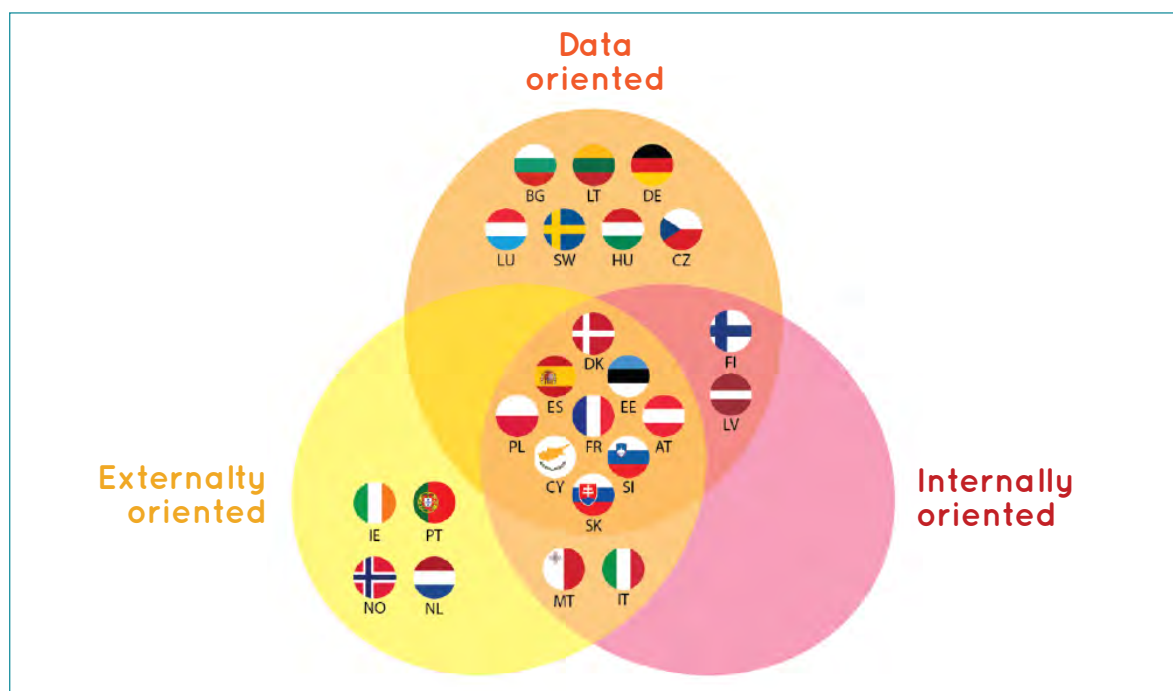 Data
oriented
BG LT DE
LU SW HU CZ
DK
FI
ES EE
LV
PL FR AT
CY SI
SK
Externalty
oriented
Internally
oriented
IE PT
MT IT
NO NL